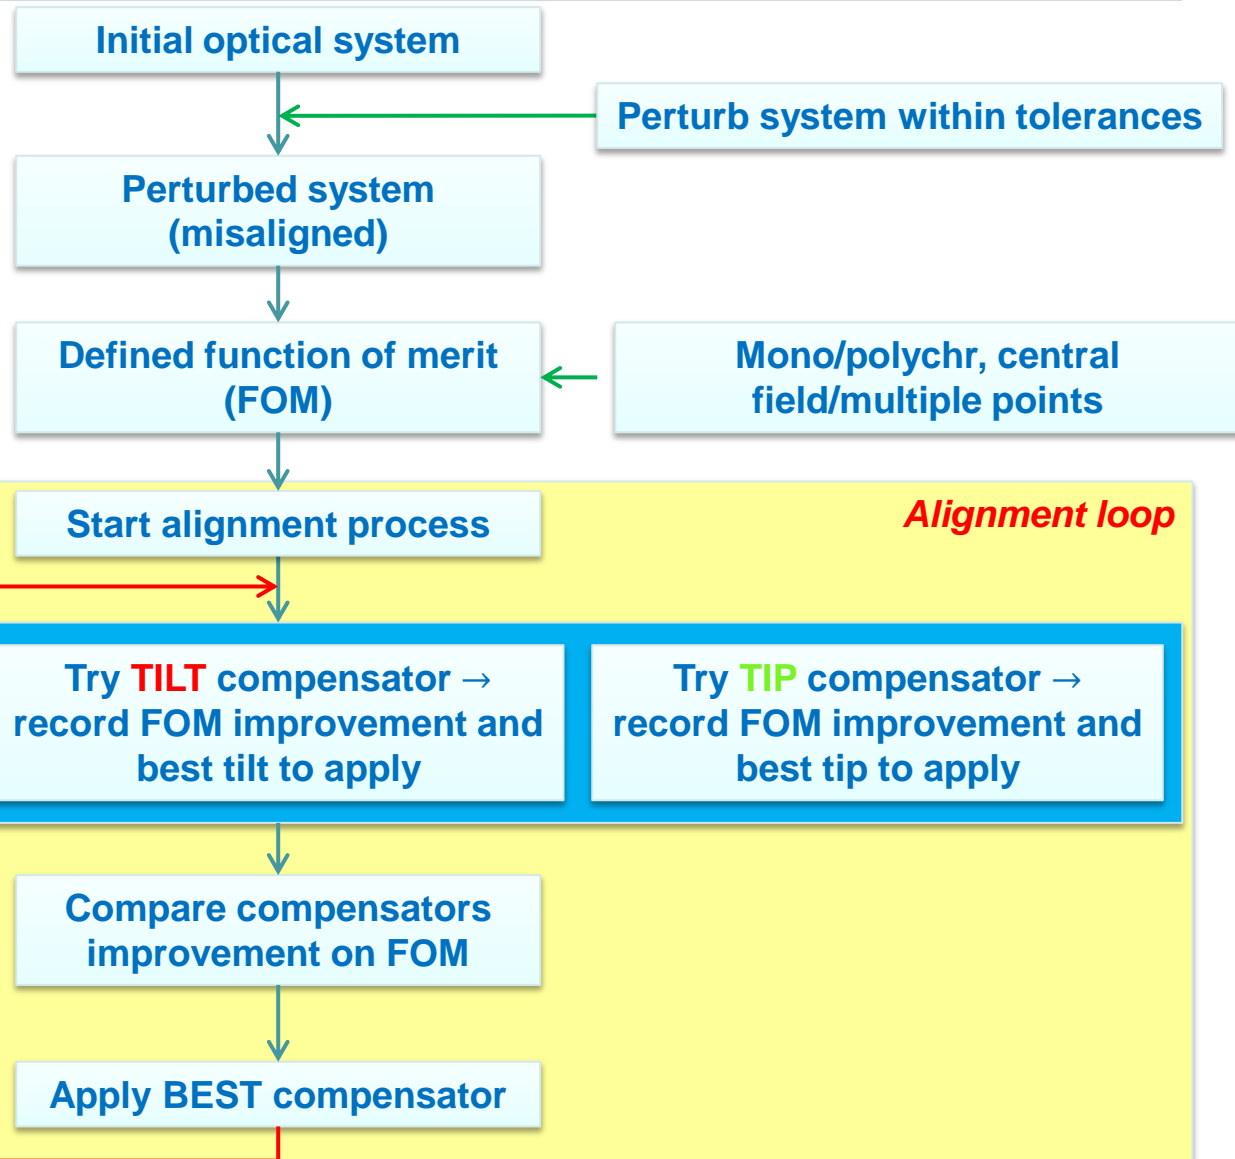 Initial optical system
Perturb system within tolerances
Perturbed system
(misaligned)
Defined function of merit
(FOM)
Mono/polychr, central
field/multiple points
Start alignment process
Alignment loop
Try TILT compensator →
record FOM improvement and
best tilt to apply
Try TIP compensator →
record FOM improvement and
best tip to apply
Compare compensators
improvement on FOM
Apply BEST compensator